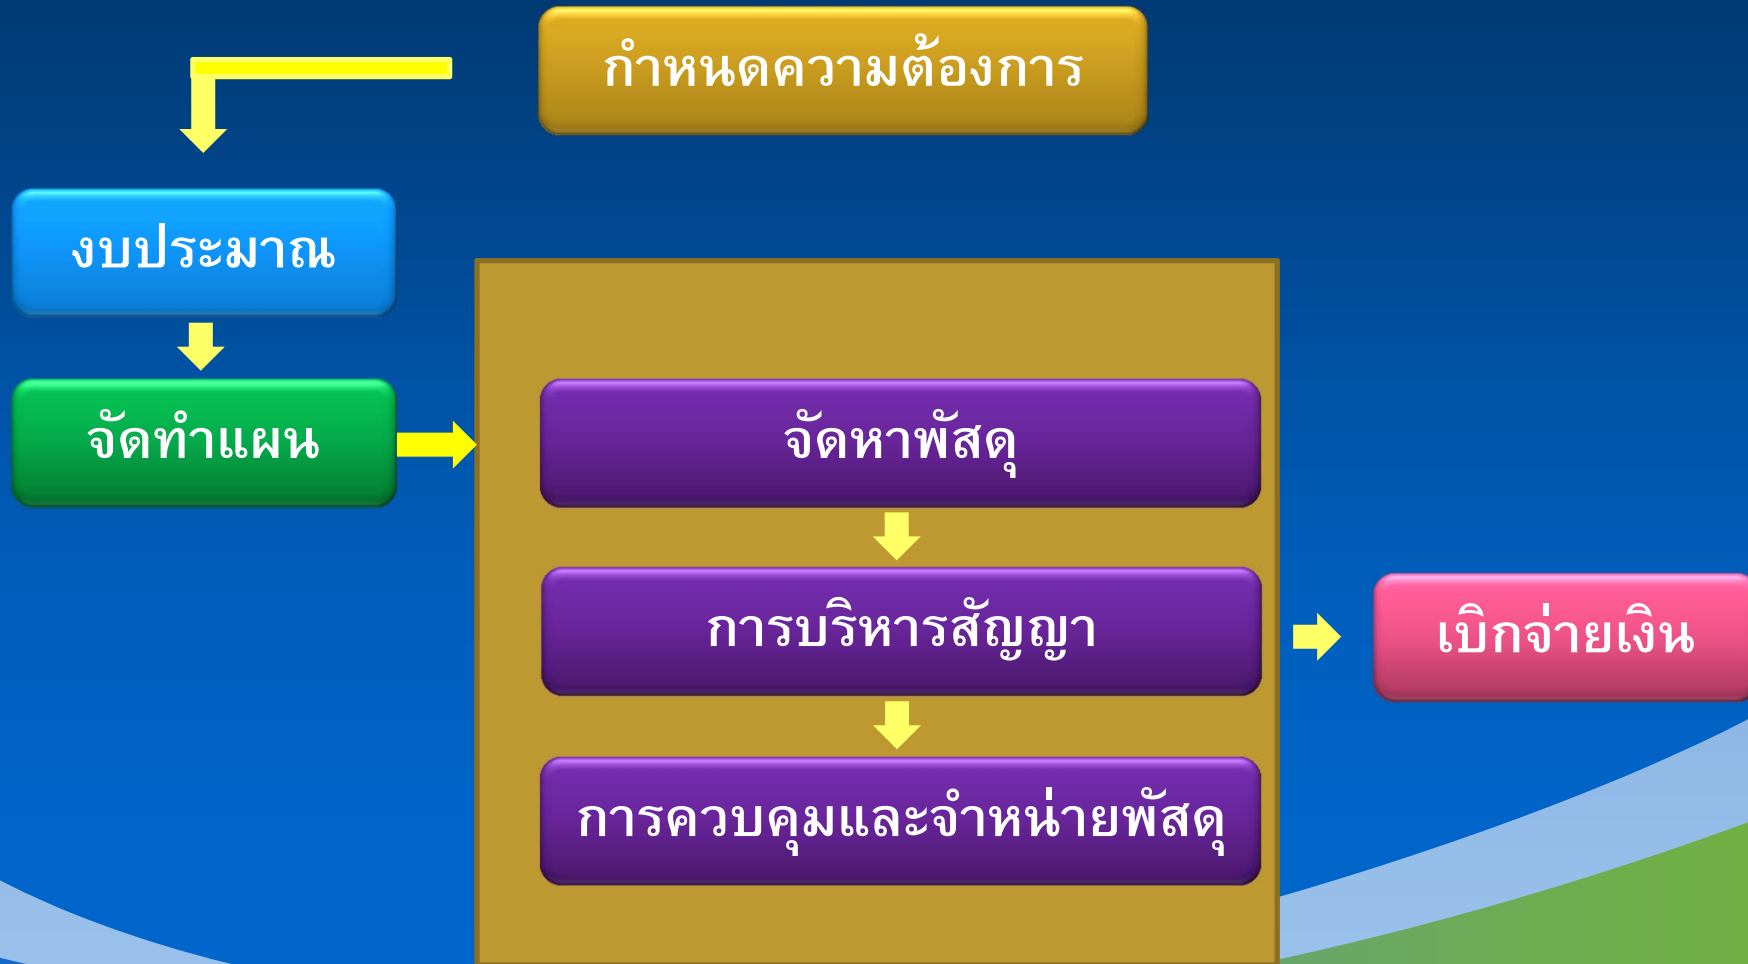 กำหนดความต้องการ
งบประมาณ
จัดทำแผน
จัดหาพัสดุ
การบริหารสัญญา
เบิกจ่ายเงิน
การควบคุมและจำหน่ายพัสดุ